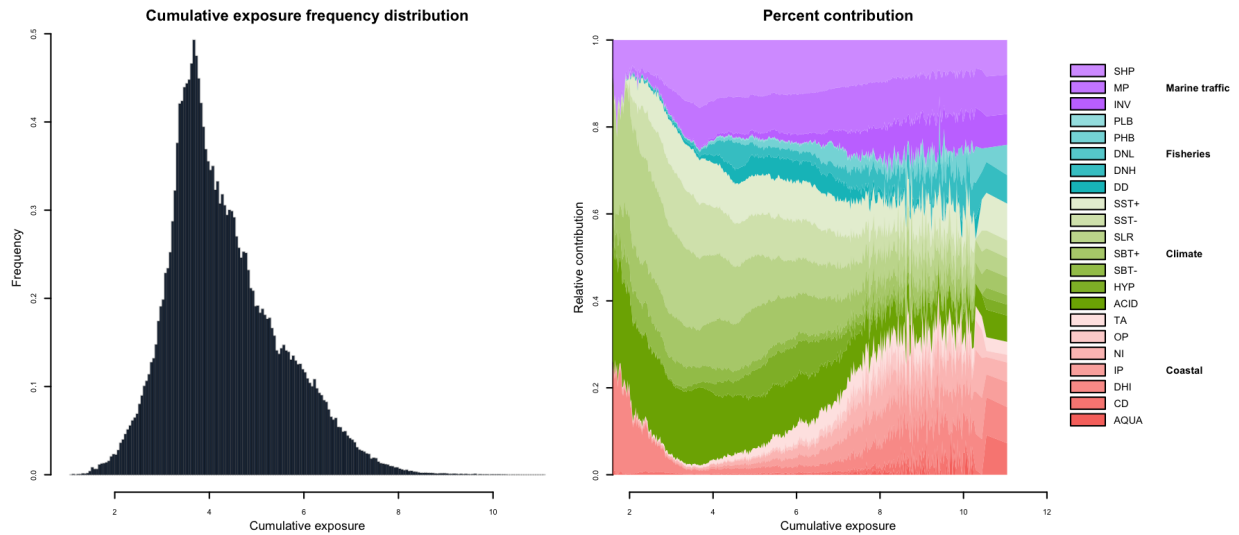 Cumulative exposure frequency distribution
Frequency
0.5
0.4
0.3
0.2
0.1
0.0
2 4 6 8 10
Cumulative exposure
Percent contribution
Relative contribution
1.0
0.8
0.6
0.4
0.2
0.0
2 4 6 8 10 12
Cumulative exposure
SHP
MP Marine traffic
INV
PLB
PHB
DNL Fisheries
DNH
DD
SST+
SST-
SLR
SBT+ Climate
SBT-
HYP
ACID
TA
OP
NI
IP Coastal
DHI
CD
AQUA